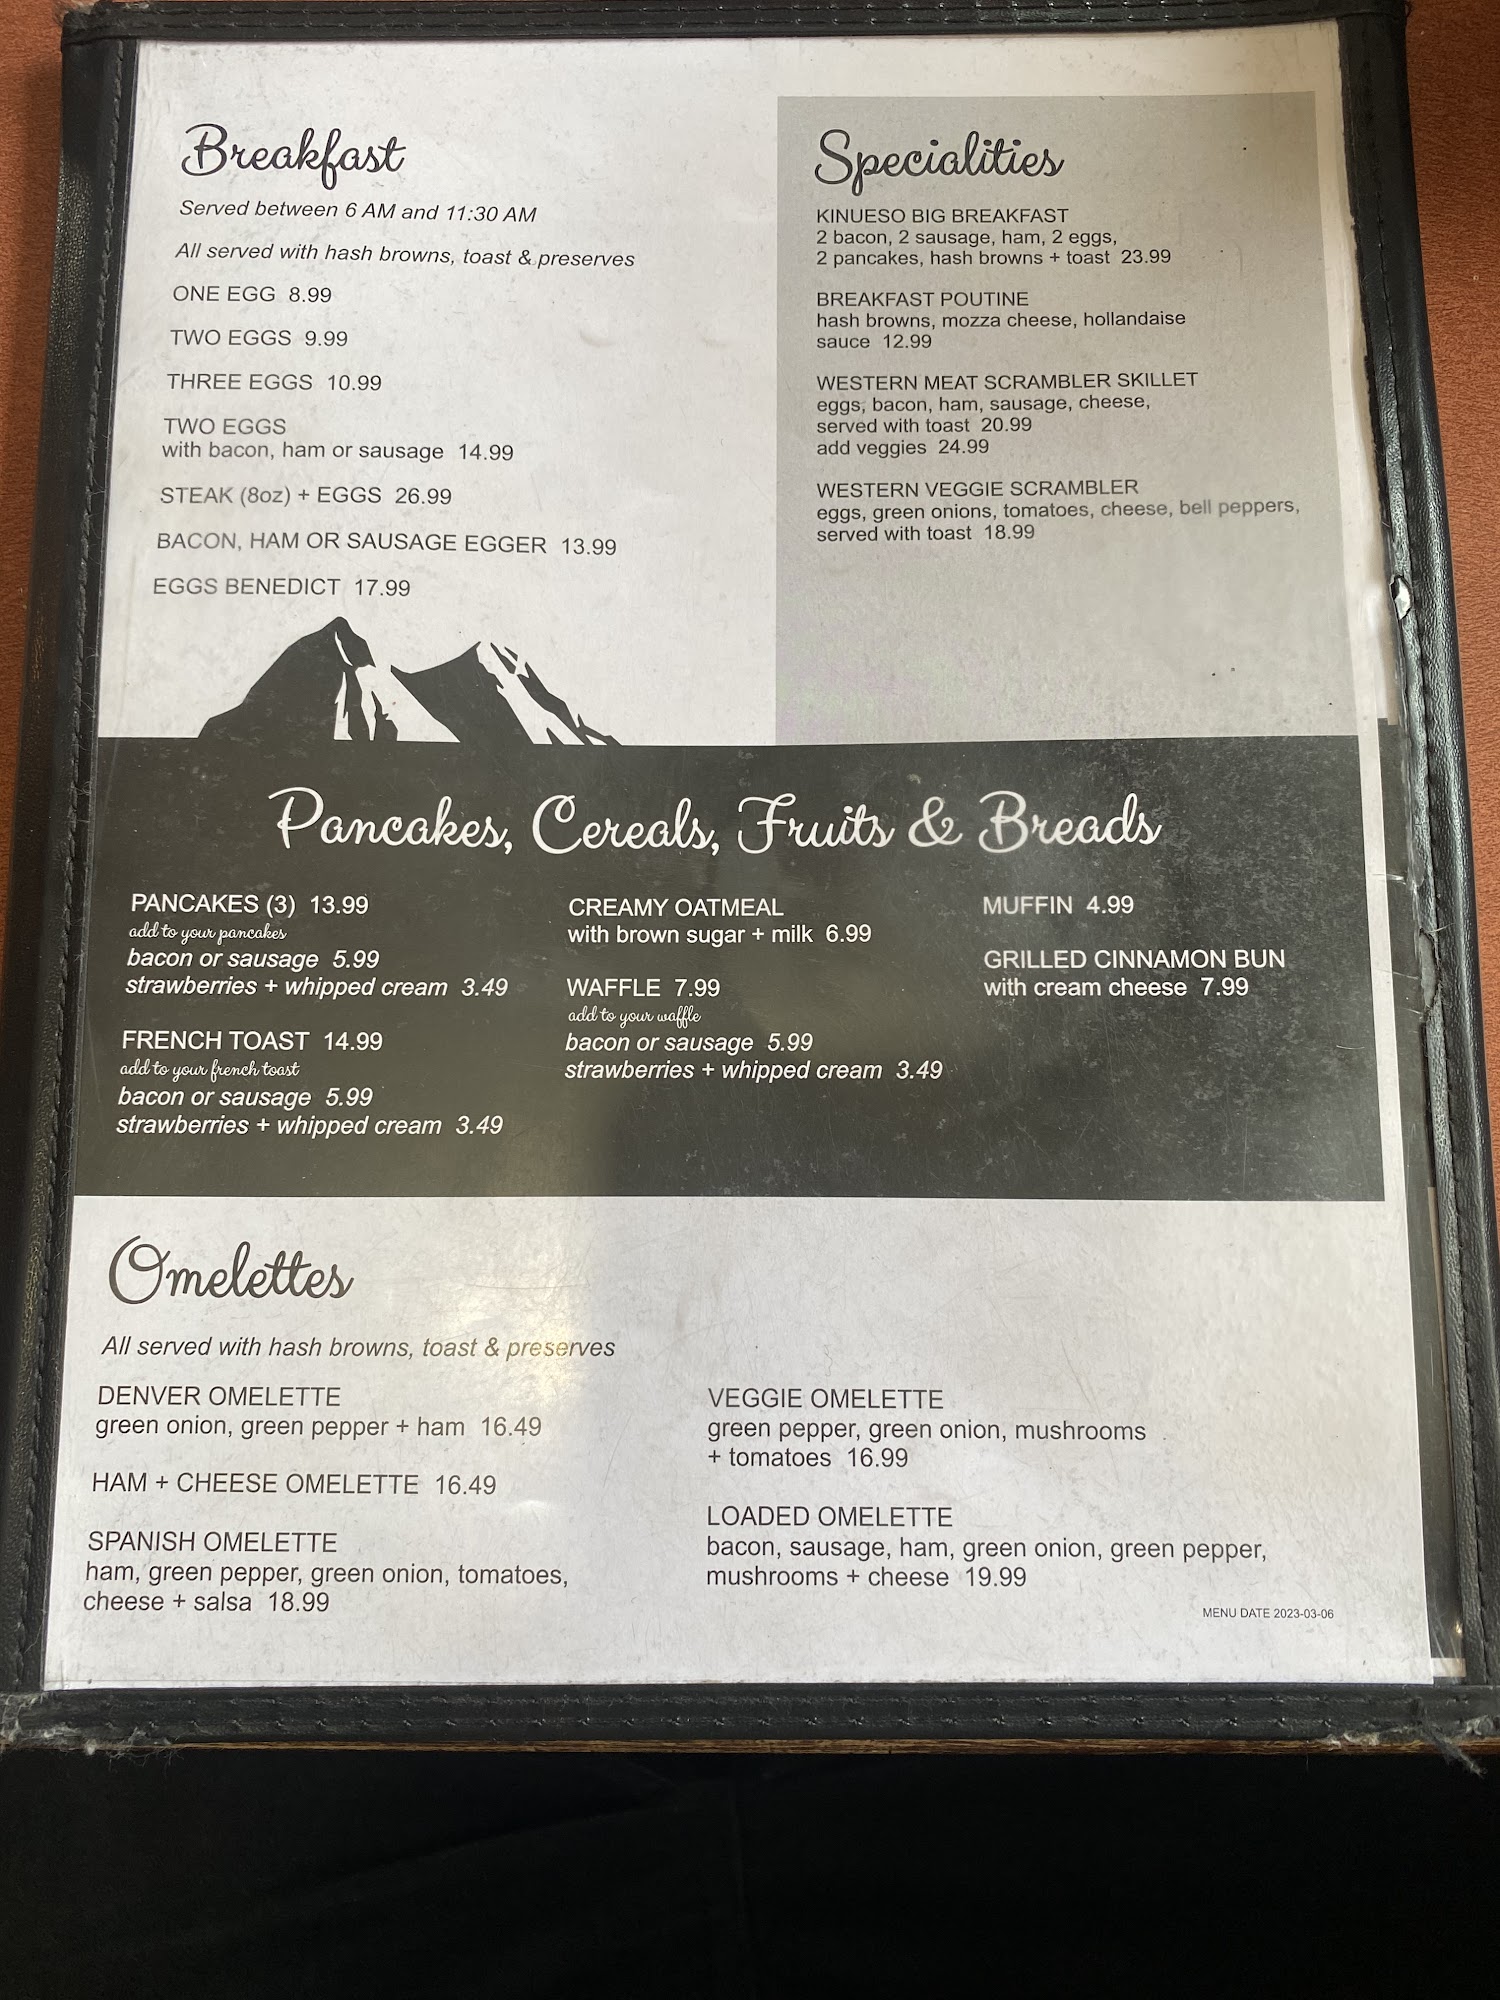 Breakfast
Served between 6 AM and 11:30 AM
All served with hash browns, toast & preserves
ONE EGG 8.99
TWO EGGS 9.99
THREE EGGS 10.99
TWO EGGS
with bacon, ham or sausage 14.99
STEAK (8oz) + EGGS 26.99
BACON, HAM OR SAUSAGE EGGER 13.99
EGGS BENEDICT 17.99
Specialities
KINUESO BIG BREAKFAST
2 bacon, 2 sausage, ham, 2 eggs,
2 pancakes, hash browns + toast 23.99
BREAKFAST POUTINE
hash browns, mozza cheese, hollandaise
sauce 12.99
WESTERN MEAT SCRAMBLER SKILLET
eggs, bacon, ham, sausage, cheese,
served with toast 20.99
add veggies 24.99
WESTERN VEGGIE SCRAMBLER
eggs, green onions, tomatoes, cheese, bell peppers,
served with toast 18.99
Pancakes, Cereals, Fruits & Breads
PANCAKES (3) 13.99
add to your pancakes
bacon or sausage 5.99
strawberries + whipped cream 3.49
FRENCH TOAST 14.99
add to your french toast
bacon or sausage 5.99
strawberries + whipped cream 3.49
CREAMY OATMEAL
with brown sugar + milk 6.99
WAFFLE 7.99
add to your waffle
bacon or sausage 5.99
strawberries + whipped cream 3.49
MUFFIN 4.99
GRILLED CINNAMON BUN
with cream cheese 7.99
Omelettes
All served with hash browns, toast & preserves
DENVER OMELETTE
green onion, green pepper + ham 16.49
HAM + CHEESE OMELETTE 16.49
SPANISH OMELETTE
ham, green pepper, green onion, tomatoes,
cheese + salsa 18.99
VEGGIE OMELETTE
green pepper, green onion, mushrooms
+ tomatoes 16.99
LOADED OMELETTE
bacon, sausage, ham, green onion, green pepper,
mushrooms + cheese 19.99
MENU DATE 2023-03-06